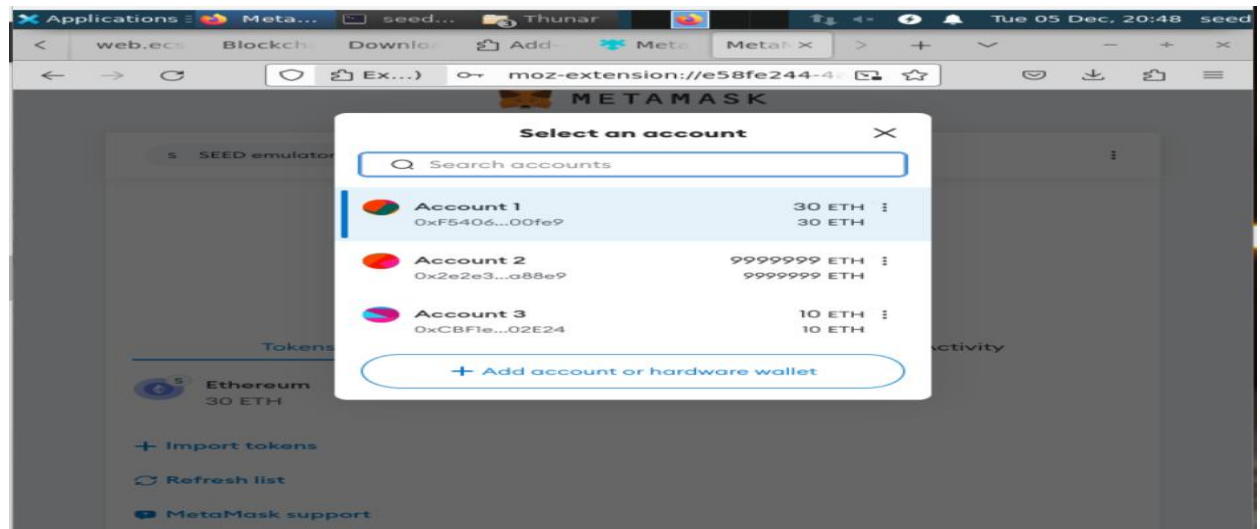 Applications Meta... seed... Thunar Tue 05 Dec, 20:48 seed
web.ecs Blockch Downlo Add- Meta Meta
Ex...) moz-extension://e58fe244-4
METAMASK
Select an account
S SEED emulator
Search accounts
Account 1 30 ETH
0xF5406...00fe9 30 ETH
Account 2 9999999 ETH
0x2e2e3...a88e9 9999999 ETH
Account 3 10 ETH
0xCBF1e...02E24 10 ETH
Tokens Activity
+ Add account or hardware wallet
S
Ethereum
30 ETH
+ Import tokens
Refresh list
MetaMask support